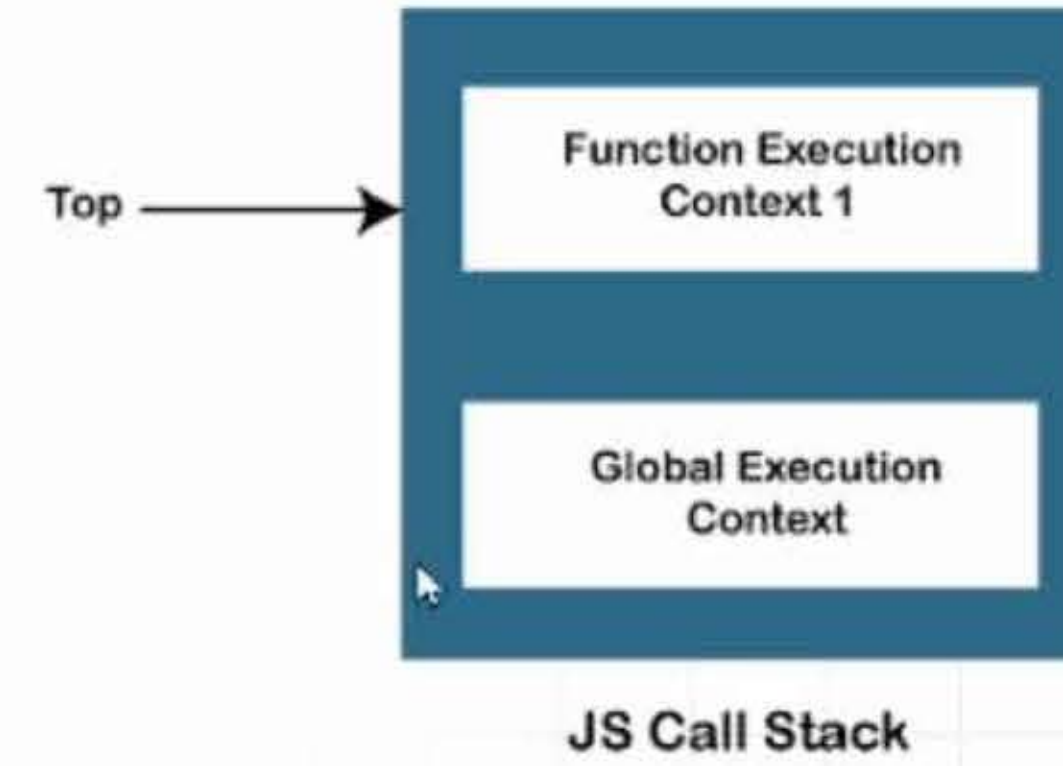 Function Execution
Context 1
Top
Global Execution
Context
JS Call Stack